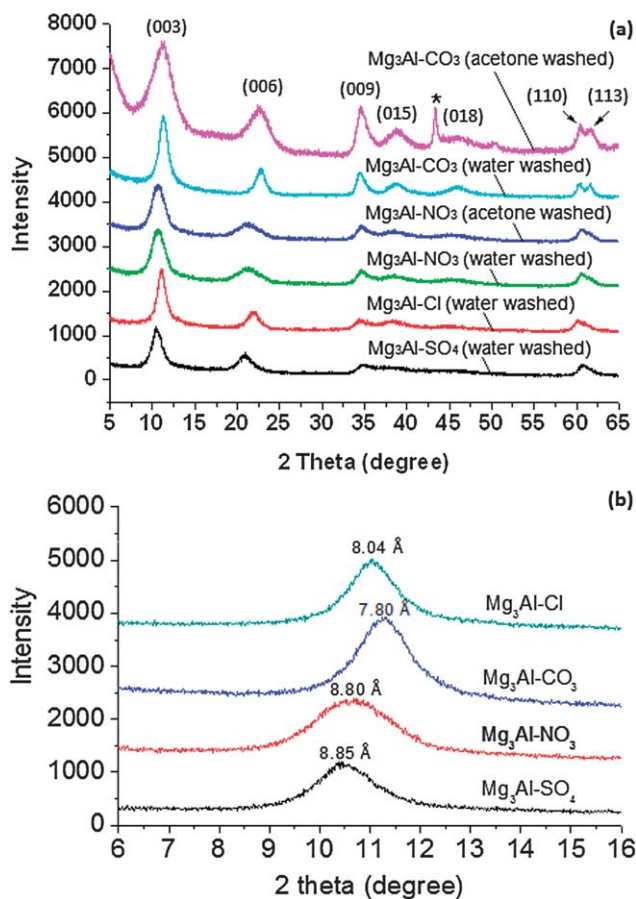 (a)
8000
7000
6000
5000
4000
3000
2000
1000
0
Intensity
(003)
(006)
(009)
(015)
*
(018)
(110)
(113)
Mg₃Al-CO₃ (acetone washed)
Mg₃Al-CO₃ (water washed)
Mg₃Al-NO₃ (acetone washed)
Mg₃Al-NO₃ (water washed)
Mg₃Al-Cl (water washed)
Mg₃Al-SO₄ (water washed)
5 10 15 20 25 30 35 40 45 50 55 60 65
2 Theta (degree)
(b)
6000
5000
4000
3000
2000
1000
0
Intensity
8.04 Å
Mg₃Al-Cl
7.80 Å
Mg₃Al-CO₃
8.80 Å
Mg₃Al-NO₃
8.85 Å
Mg₃Al-SO₄
6 7 8 9 10 11 12 13 14 15 16
2 theta (degree)